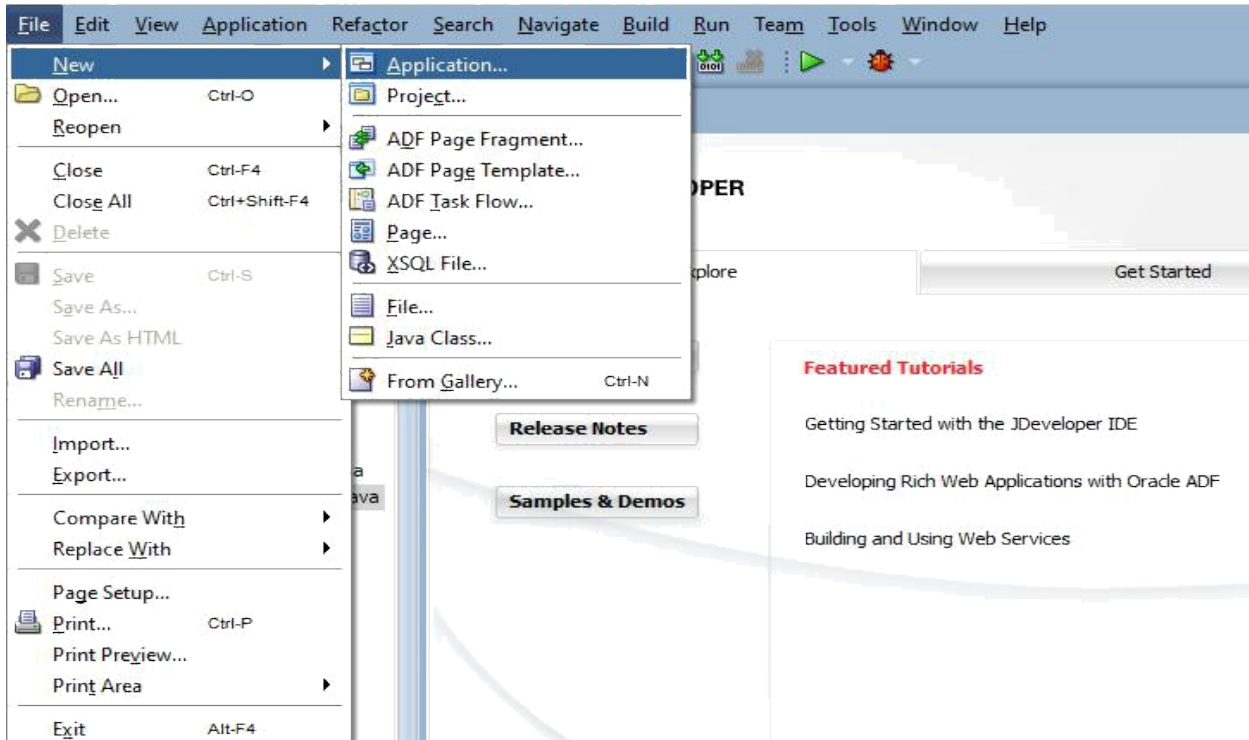 File Edit View Application Refactor Search Navigate Build Run Team Tools Window Help
New
Open... Ctrl-O
Reopen
Close Ctrl-F4
Close All Ctrl+Shift-F4
Delete
Save Ctrl-S
Save As...
Save As HTML
Save All
Rename...
Import...
Export...
Compare With
Replace With
Page Setup...
Print... Ctrl-P
Print Preview...
Print Area
Exit Alt-F4
Application...
Project...
ADF Page Fragment...
ADF Page Template...
ADF Task Flow...
Page...
XSQL File...
File...
Java Class...
From Gallery... Ctrl-N
OPER
xplore
Get Started
a
ava
Release Notes
Samples & Demos
Featured Tutorials
Getting Started with the JDeveloper IDE
Developing Rich Web Applications with Oracle ADF
Building and Using Web Services